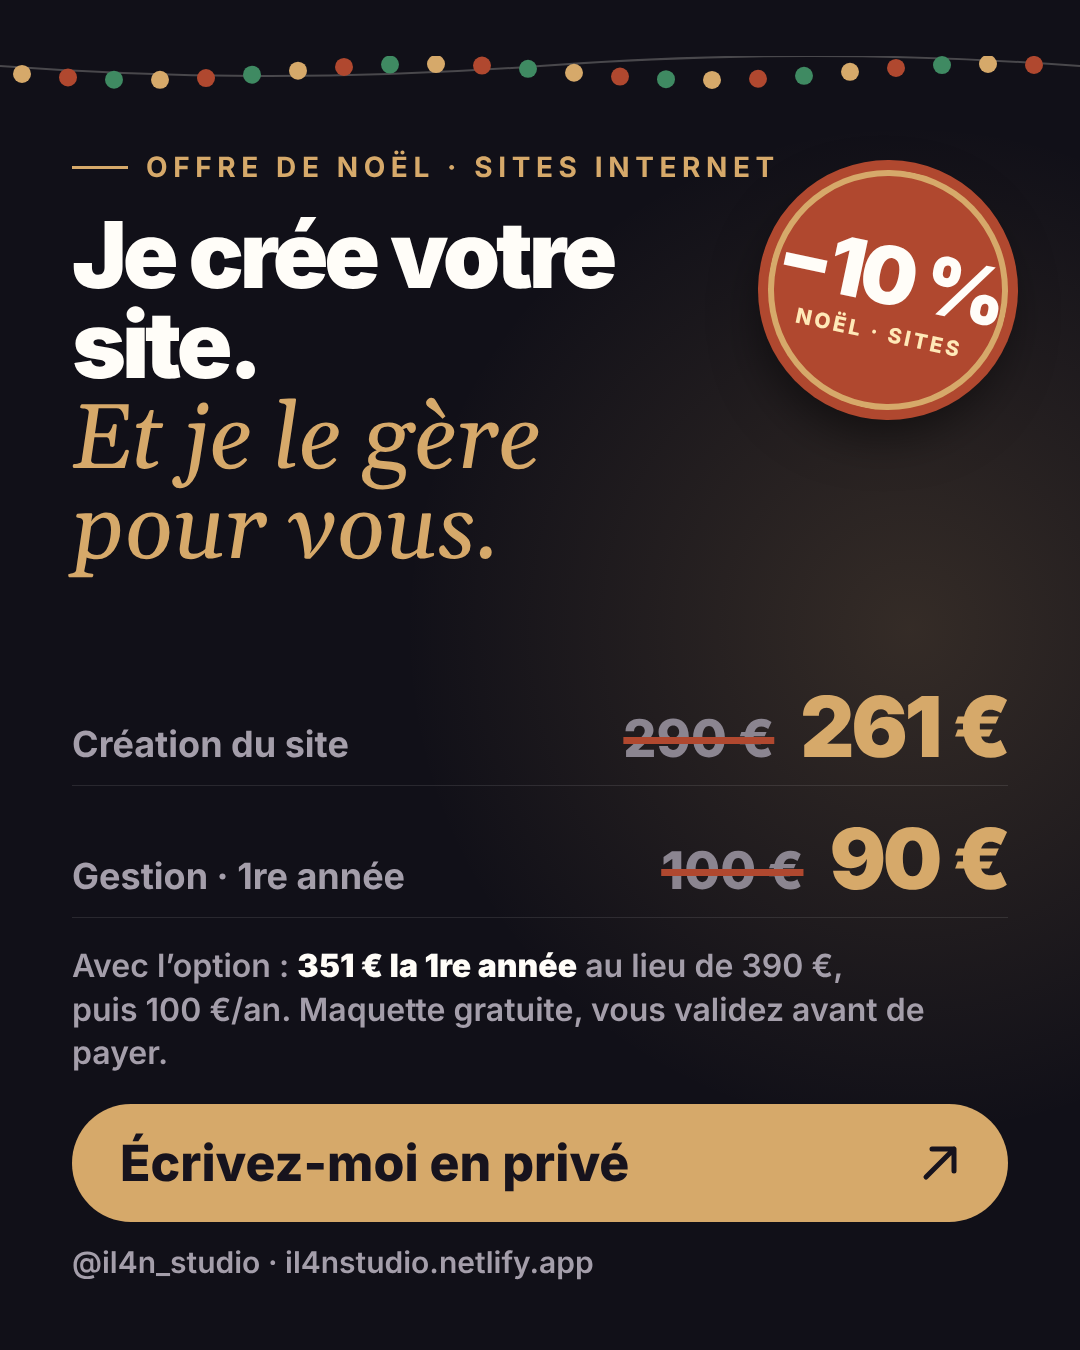 OFFRE DE NOËL · SITES INTERNET
Je crée votre
site.
Et je le gère
pour vous.
−10 %
NOËL · SITES
Création du site 290 € 261 €
Gestion · 1re année 100 € 90 €
Avec l’option : 351 € la 1re année au lieu de 390 €,
puis 100 €/an. Maquette gratuite, vous validez avant de
payer.
Écrivez-moi en privé
@il4n_studio · il4nstudio.netlify.app